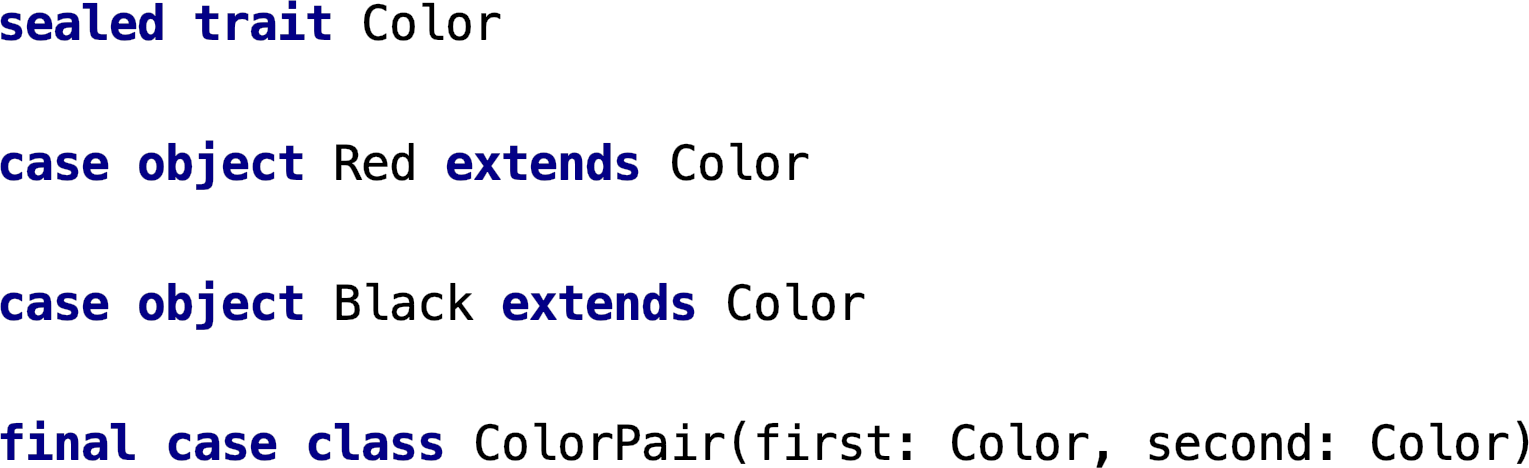 sealed trait Color
case object Red extends Color
case object Black extends Color
final case class ColorPair(first: Color, second: Color)